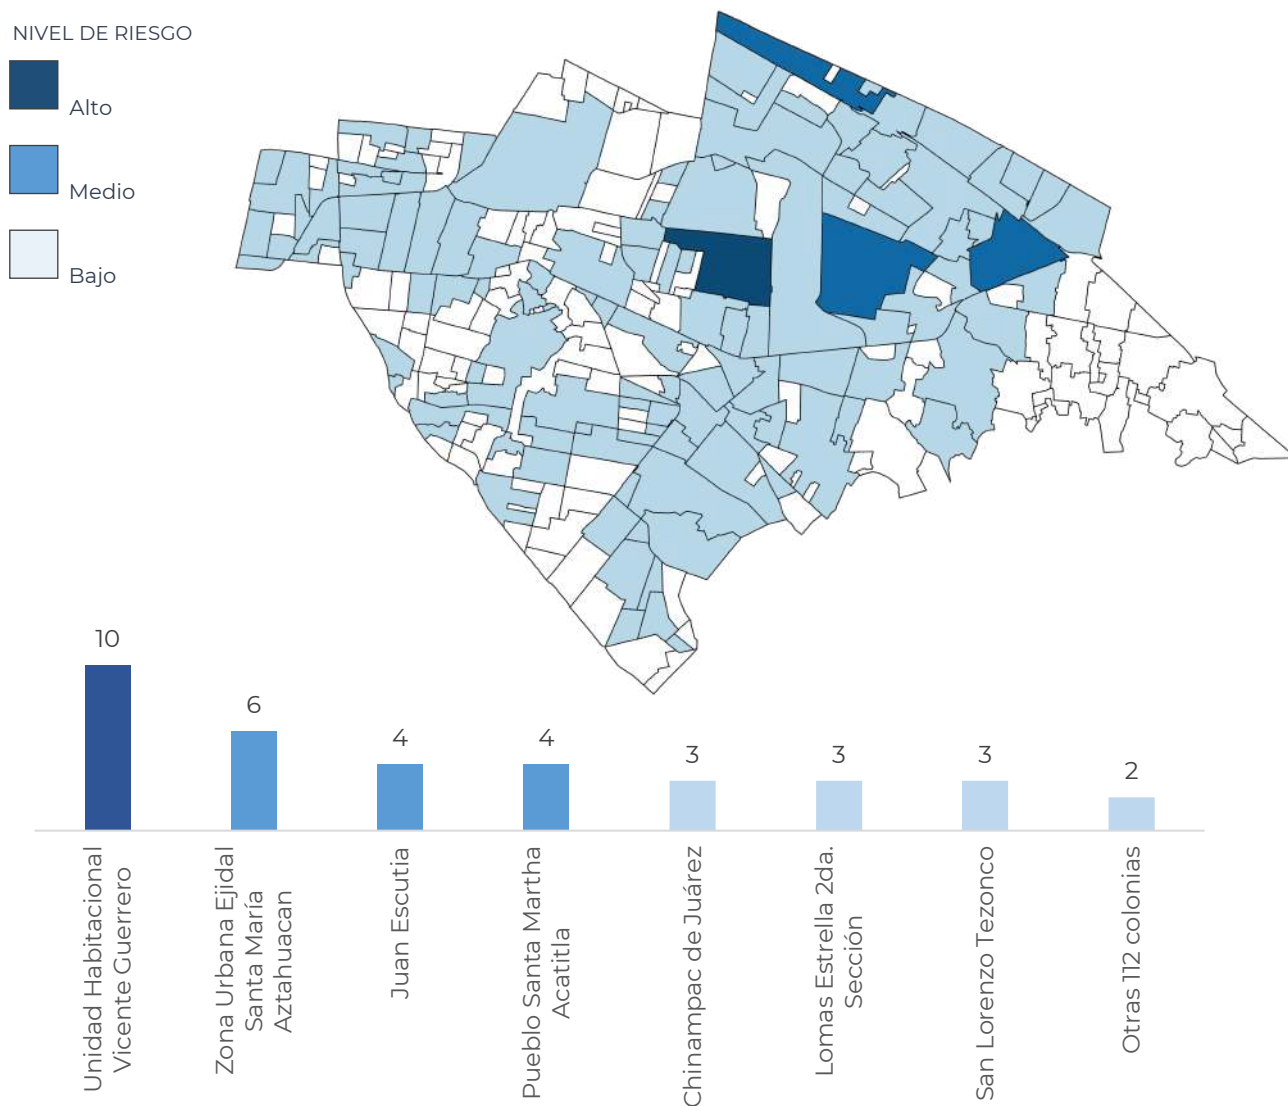 NIVEL DE RIESGO
Alto
Medio
Bajo
10
6
4
4
3
3
3
2
Unidad Habitacional
Vicente Guerrero
Zona Urbana Ejidal
Santa María
Aztahuacan
Juan Escutia
Pueblo Santa Martha
Acatitla
Chinampac de Juárez
Lomas Estrella 2da.
Sección
San Lorenzo Tezonco
Otras 112 colonias